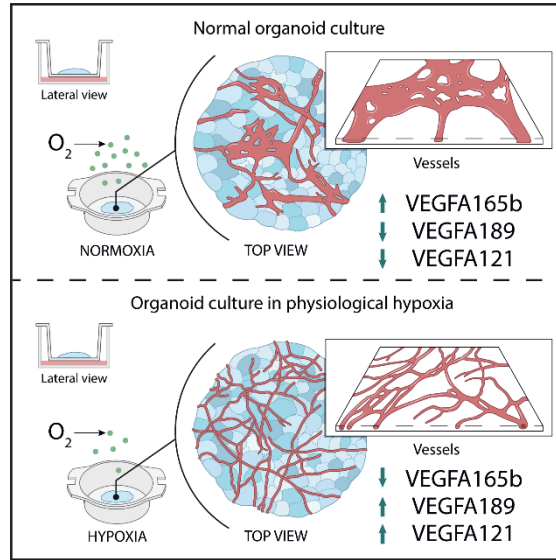 Normal organoid culture
Lateral view
O2
NORMOXIA
TOP VIEW
Vessels
VEGFA165b
VEGFA189
VEGFA121
Organoid culture in physiological hypoxia
Lateral view
O2
HYPOXIA
TOP VIEW
Vessels
VEGFA165b
VEGFA189
VEGFA121